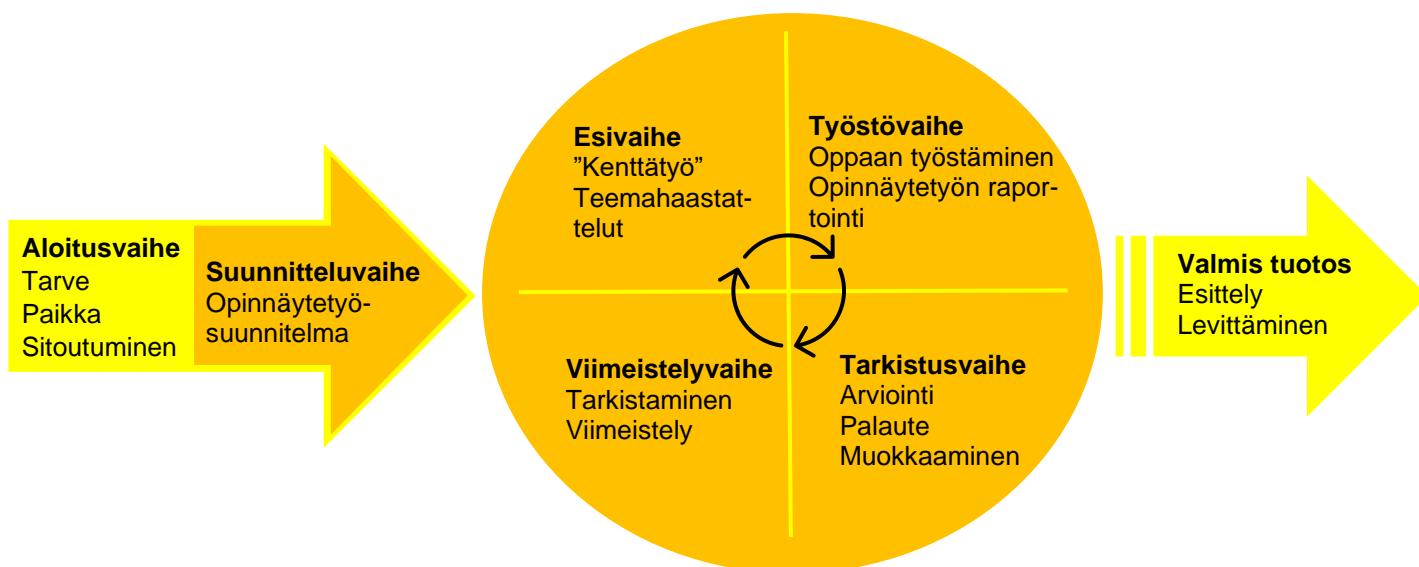 Aloitusvaihe
Tarve
Paikka
Sitoutuminen
Suunnitteluvaihe
Opinnäytetyö-
suunnitelma
Esivaihe
”Kenttätyö”
Teemahaastat-
telut
Työstövaihe
Oppaan työstäminen
Opinnäytetyön rapor-
tointi
Viimeistelyvaihe
Tarkistaminen
Viimeistely
Tarkistusvaihe
Arviointi
Palaute
Muokkaaminen
Valmis tuotos
Esittely
Levittäminen